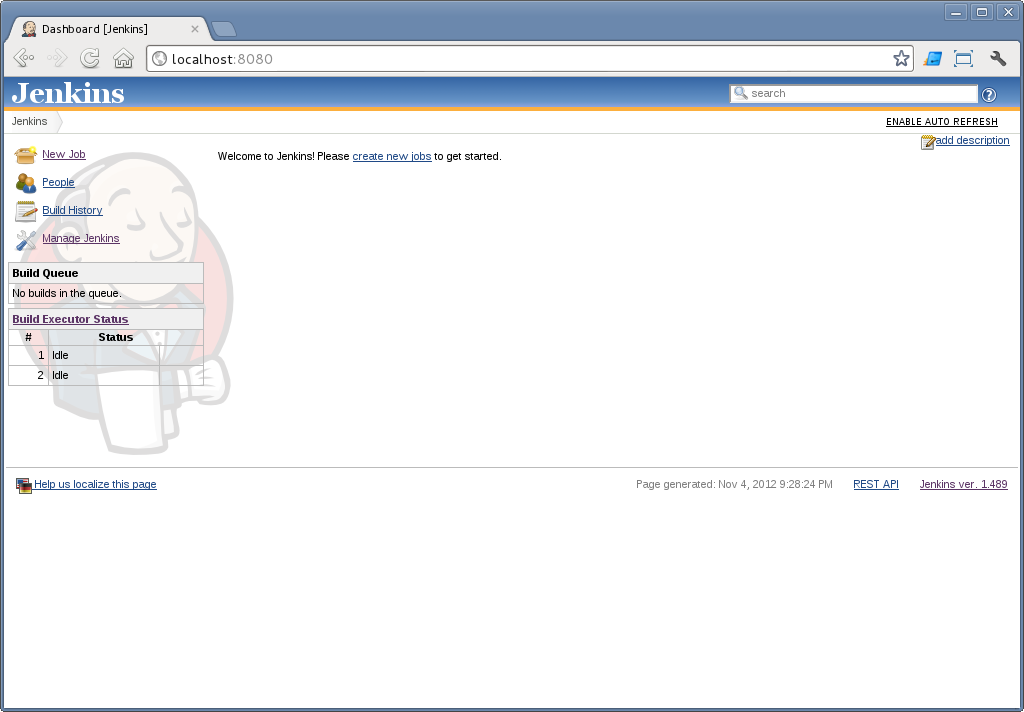 Dashboard [Jenkins]
localhost:8080
Jenkins
search
Jenkins
ENABLE AUTO REFRESH
add description
New Job
Welcome to Jenkins! Please create new jobs to get started.
People
Build History
Manage Jenkins
Build Queue
No builds in the queue.
Build Executor Status
# Status
1 Idle
2 Idle
Help us localize this page
Page generated: Nov 4, 2012 9:28:24 PM REST API Jenkins ver. 1.489